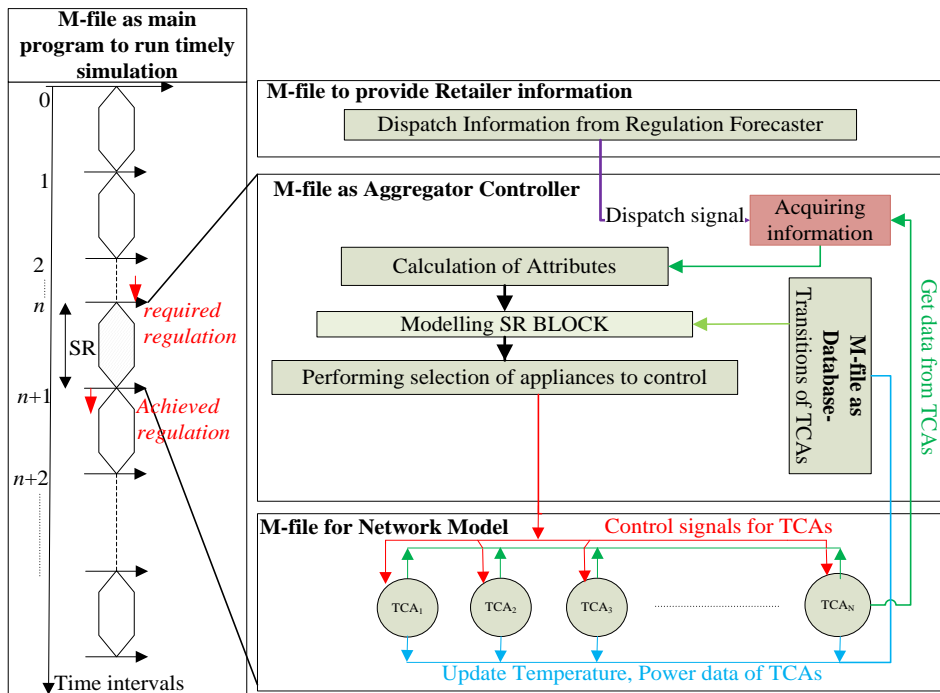 M-file as main
program to run timely
simulation
0
1
2
n
SR
n+1
n+2
required
regulation
Achieved
regulation
Time intervals
M-file to provide Retailer information
Dispatch Information from Regulation Forecaster
M-file as Aggregator Controller
Dispatch signal
Acquiring
information
Calculation of Attributes
Modelling SR BLOCK
Performing selection of appliances to control
M-file as
Database-
Transitions of TCAs
Get data from TCAs
M-file for Network Model
Control signals for TCAs
TCA1
TCA2
TCA3
TCAN
Update Temperature, Power data of TCAs